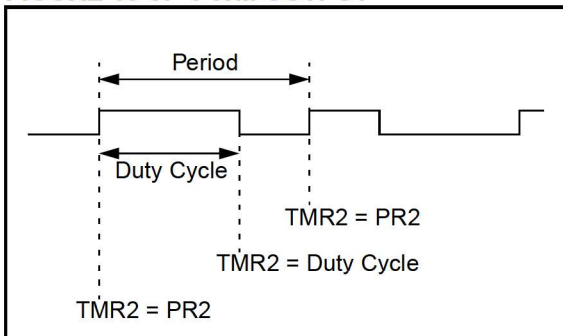 Period
Duty Cycle
TMR2 = PR2
TMR2 = Duty Cycle
TMR2 = PR2